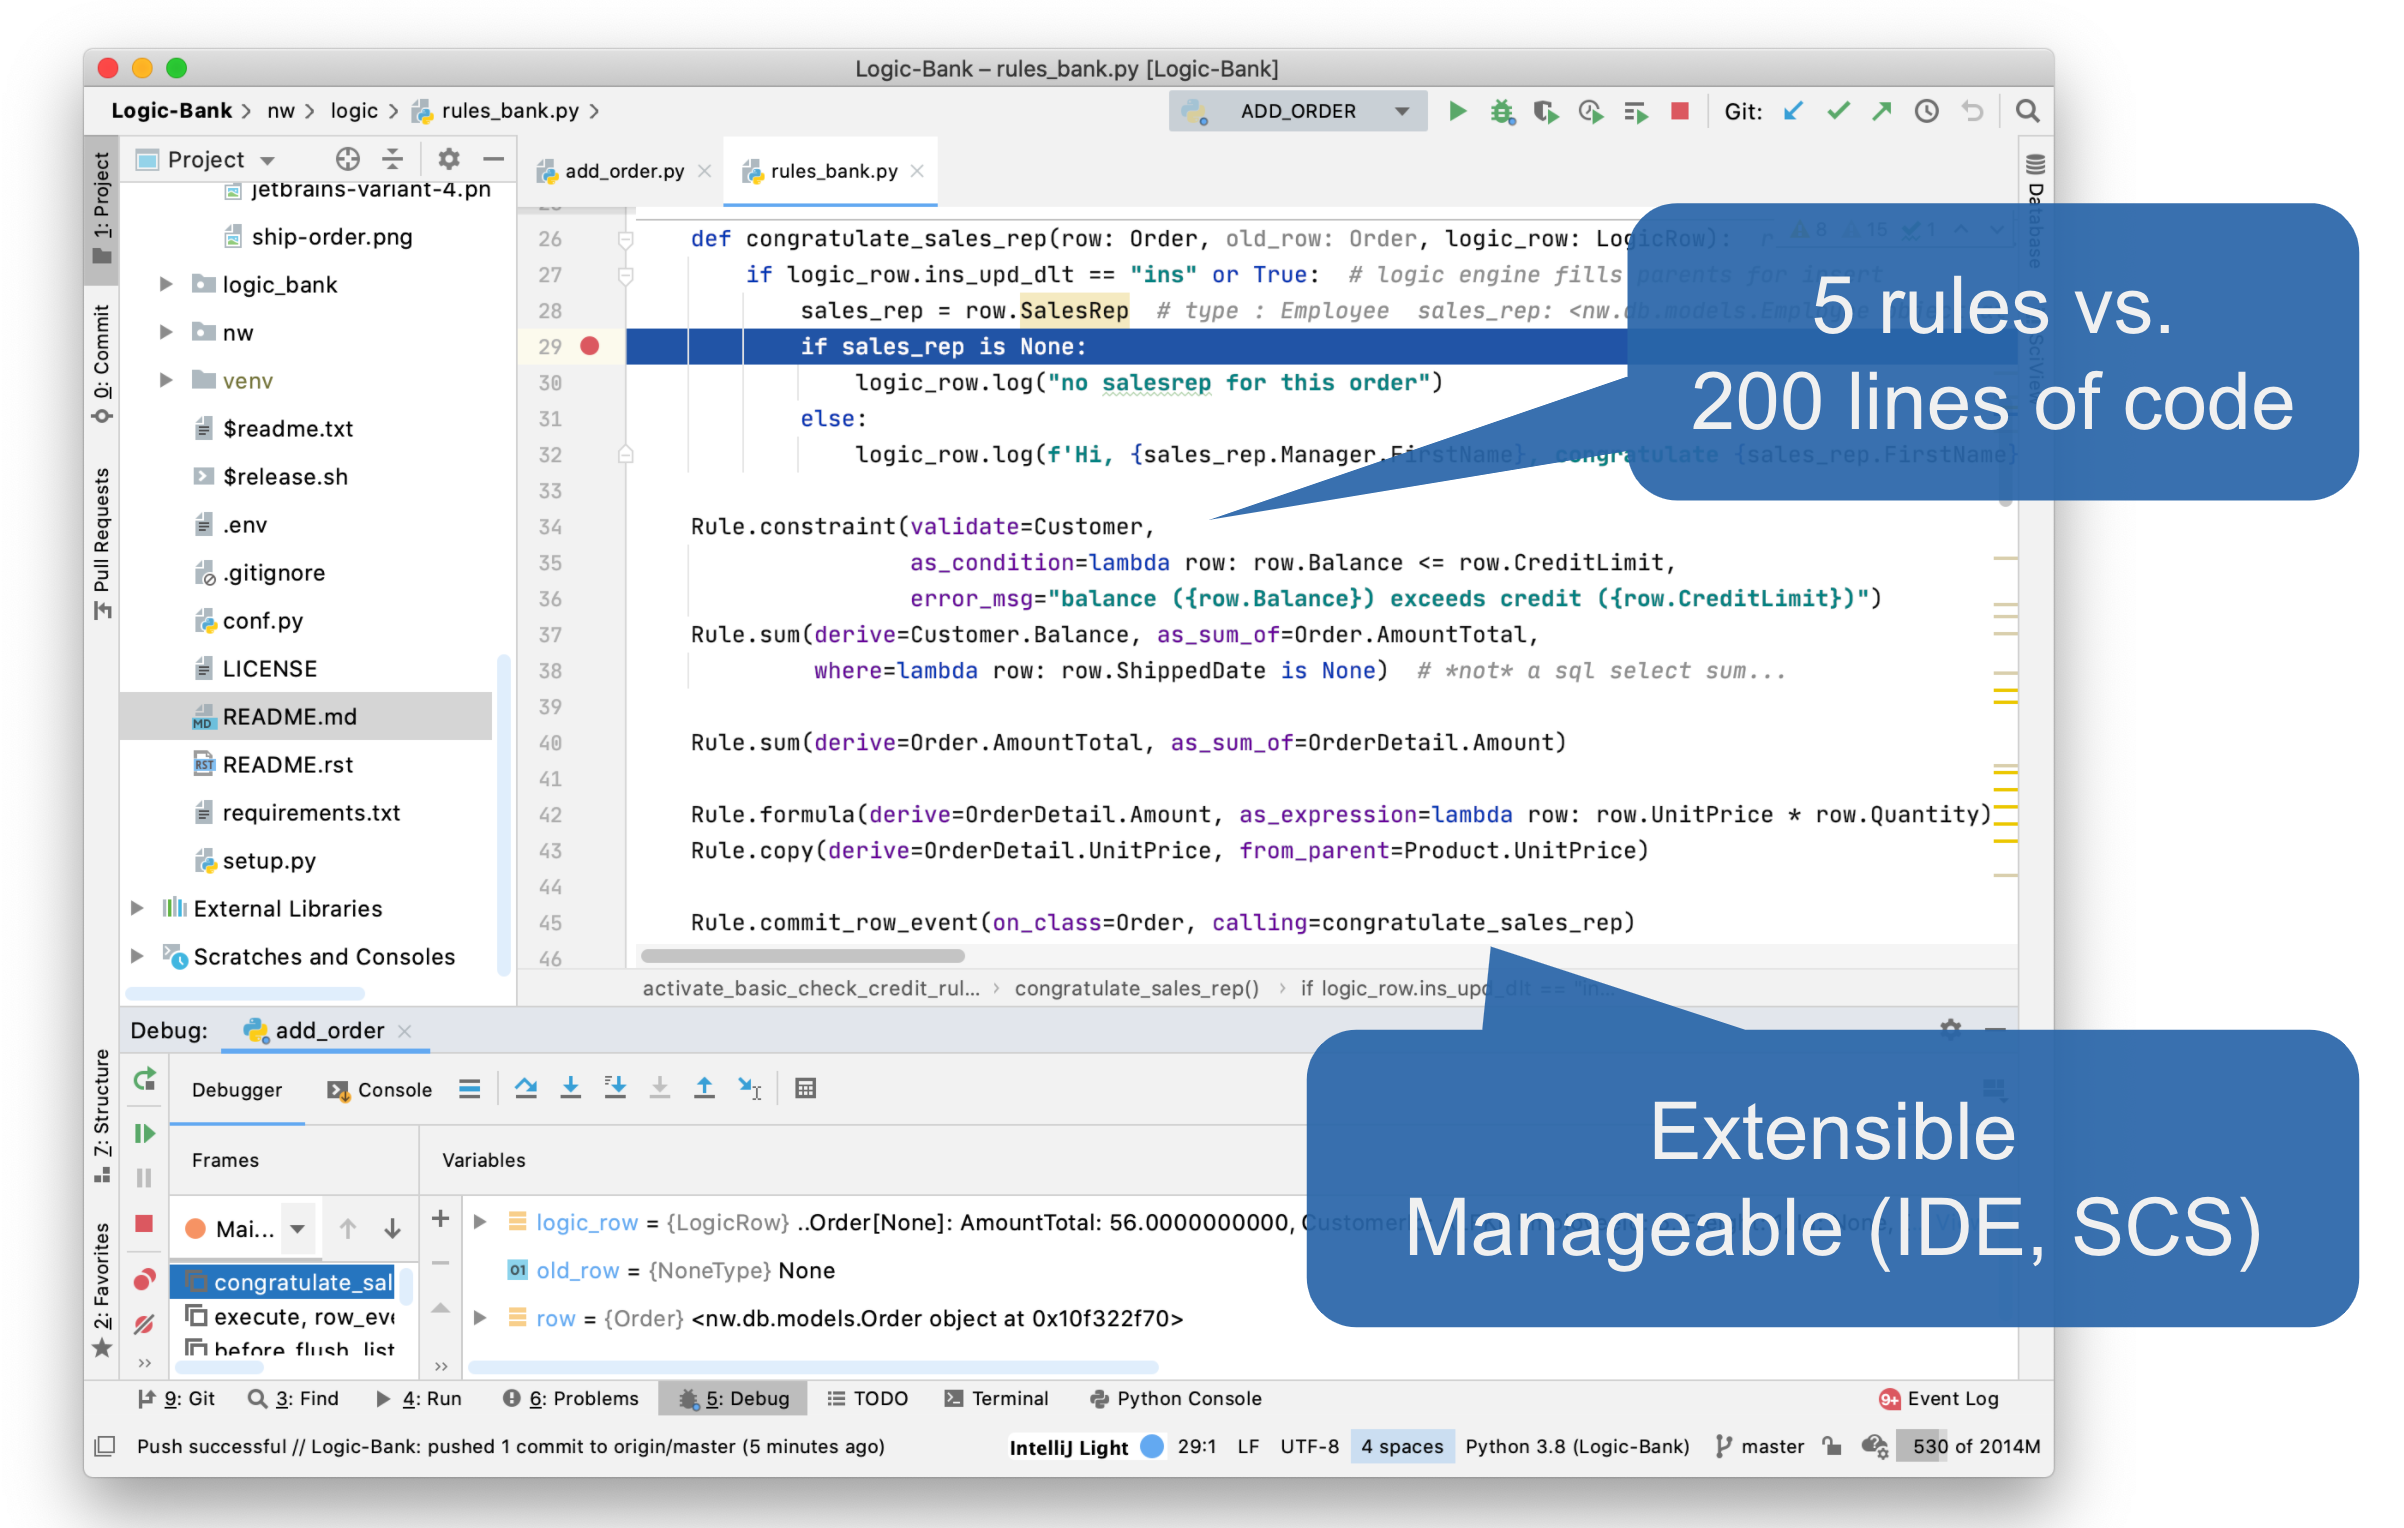 Logic-Bank – rules_bank.py [Logic-Bank]
Logic-Bank > nw > logic > rules_bank.py >
ADD_ORDER
Git:
1: Project
0: Commit
Pull Requests
7: Structure
2: Favorites
Project
jetbrains-variant-4.pn
ship-order.png
logic_bank
nw
venv
$readme.txt
$release.sh
.env
.gitignore
conf.py
LICENSE
README.md
README.rst
requirements.txt
setup.py
External Libraries
Scratches and Consoles
add_order.py
rules_bank.py
Database
SciView
8 15 1
26 def congratulate_sales_rep(row: Order, old_row: Order, logic_row: LogicRow): r
27 if logic_row.ins_upd_dlt == "ins" or True: # logic engine fills parents for insert
28 sales_rep = row.SalesRep # type : Employee sales_rep: <nw.db.models.Employee objec
29 if sales_rep is None:
30 logic_row.log("no salesrep for this order")
31 else:
32 logic_row.log(f'Hi, {sales_rep.Manager.FirstName}, congratulate {sales_rep.FirstName}
33
34 Rule.constraint(validate=Customer,
35 as_condition=lambda row: row.Balance <= row.CreditLimit,
36 error_msg="balance ({row.Balance}) exceeds credit ({row.CreditLimit})")
37 Rule.sum(derive=Customer.Balance, as_sum_of=Order.AmountTotal,
38 where=lambda row: row.ShippedDate is None) # *not* a sql select sum...
39
40 Rule.sum(derive=Order.AmountTotal, as_sum_of=OrderDetail.Amount)
41
42 Rule.formula(derive=OrderDetail.Amount, as_expression=lambda row: row.UnitPrice * row.Quantity)
43 Rule.copy(derive=OrderDetail.UnitPrice, from_parent=Product.UnitPrice)
44
45 Rule.commit_row_event(on_class=Order, calling=congratulate_sales_rep)
46
activate_basic_check_credit_rul... > congratulate_sales_rep() > if logic_row.ins_upd_dlt == "in...
5 rules vs.
200 lines of code
Debug: add_order
Debugger Console
Frames Variables
Mai...
congratulate_sal
execute, row_eve
before_flush list
logic_row = {LogicRow} ..Order[None]: AmountTotal: 56.0000000000,
old_row = {NoneType} None
row = {Order} <nw.db.models.Order object at 0x10f322f70>
Extensible
Manageable (IDE, SCS)
9: Git 3: Find 4: Run 6: Problems 5: Debug TODO Terminal Python Console 9+ Event Log
Push successful // Logic-Bank: pushed 1 commit to origin/master (5 minutes ago) IntelliJ Light 29:1 LF UTF-8 4 spaces Python 3.8 (Logic-Bank) master 530 of 2014M